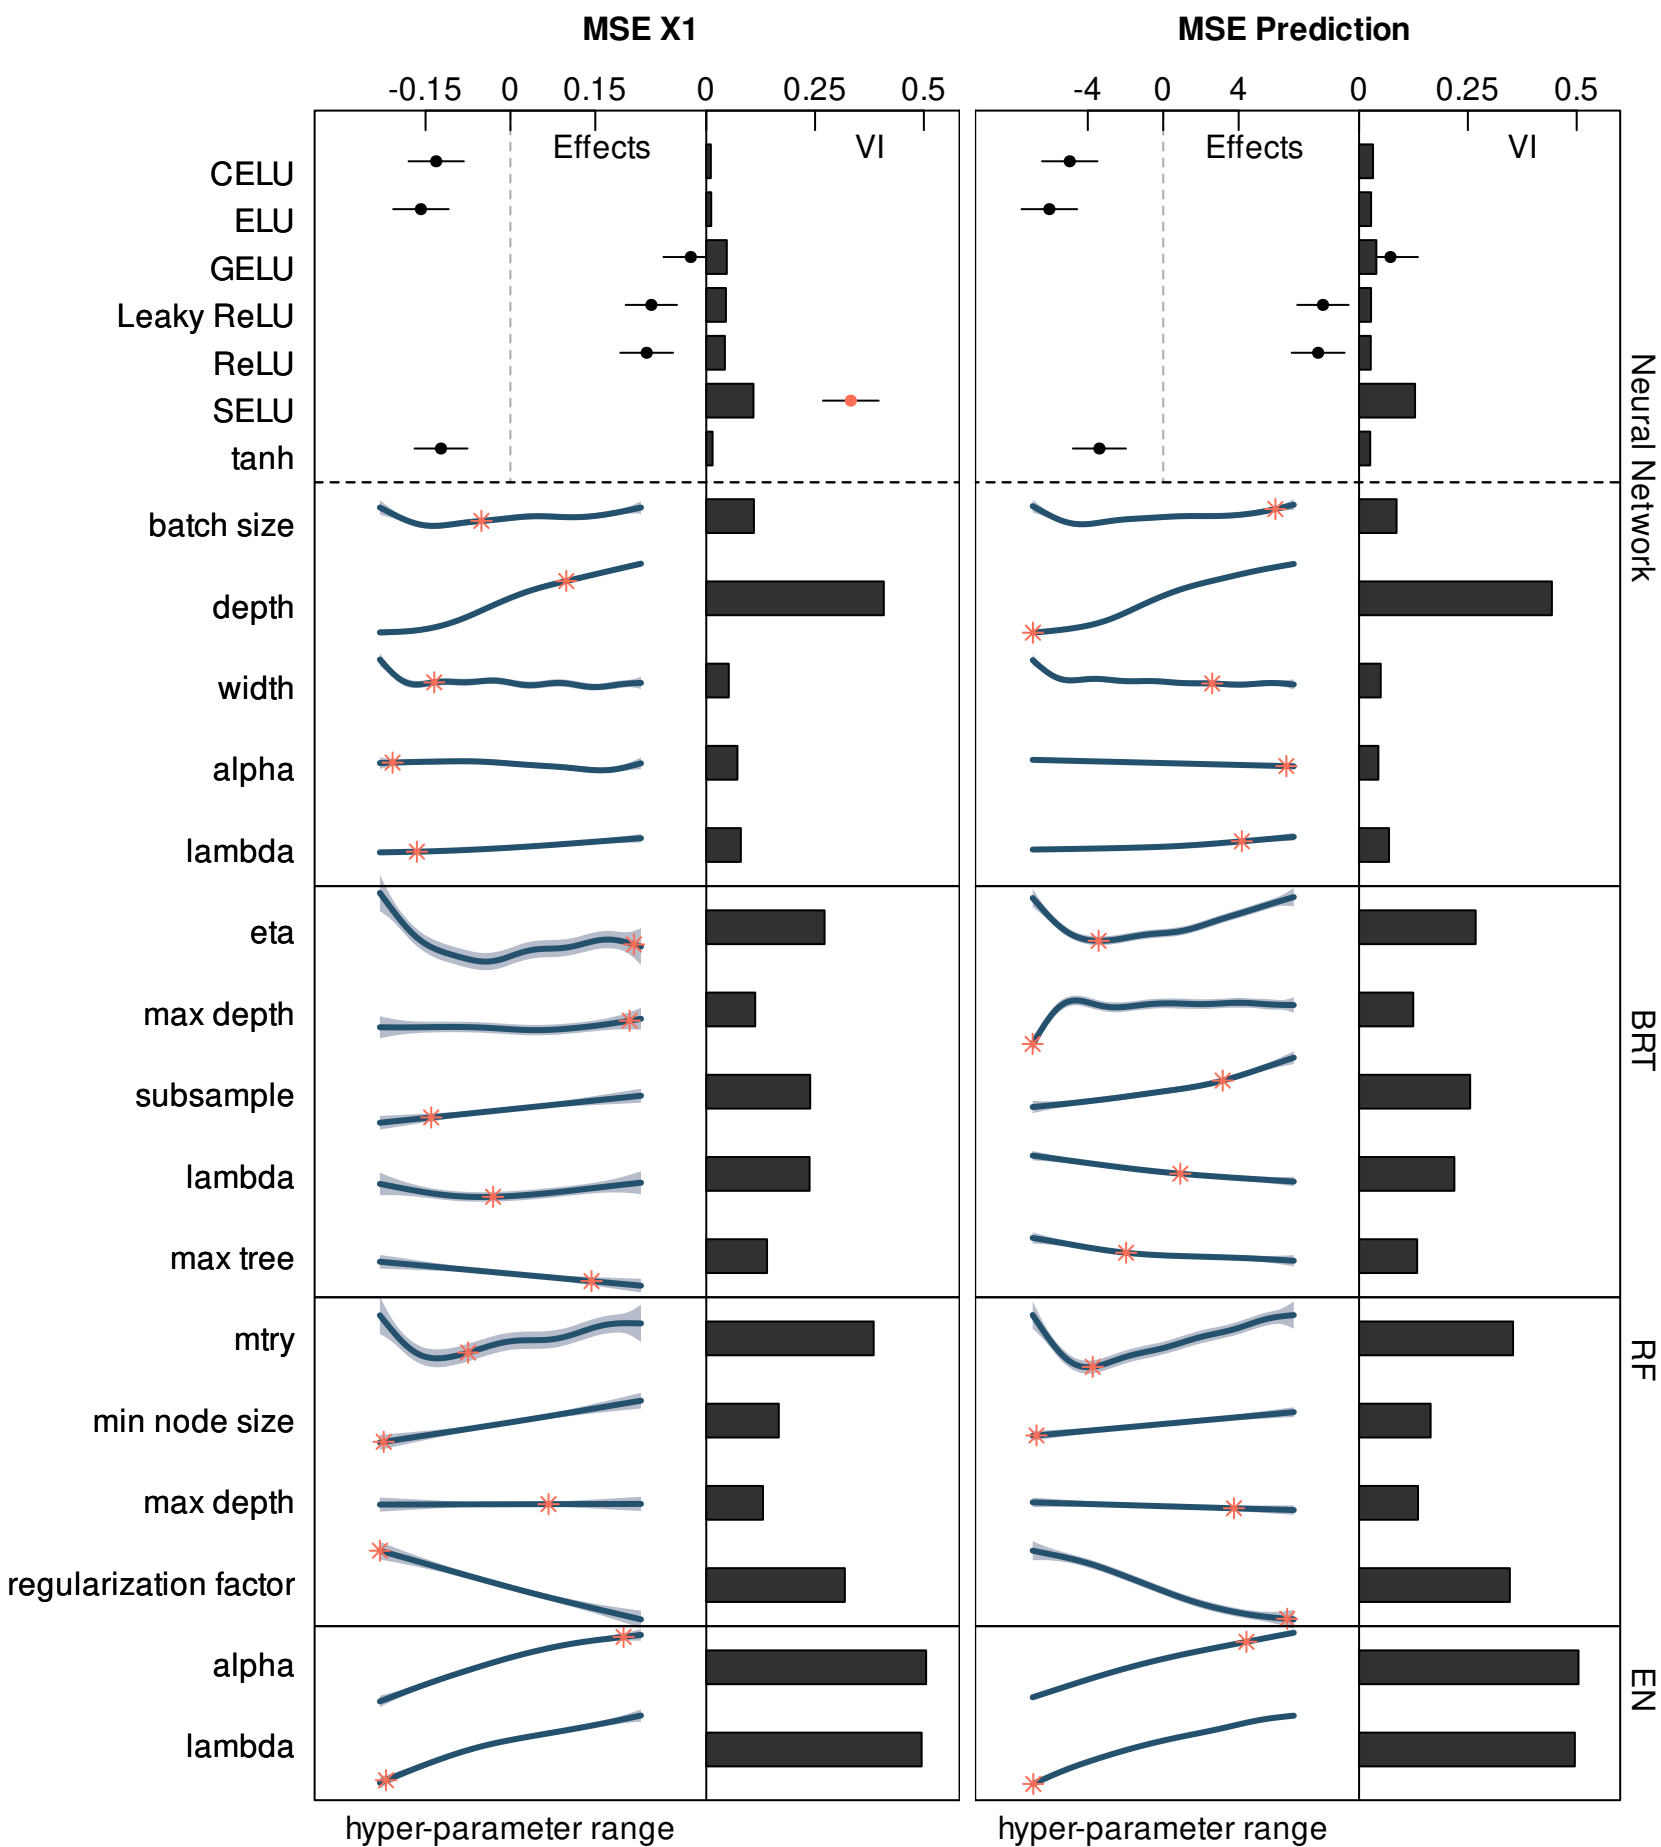 MSE X1 MSE Prediction
-0.15 0 0.15 0 0.25 0.5 -4 0 4 0 0.25 0.5
Effects VI Effects VI
CELU
ELU
GELU
Leaky ReLU
ReLU
SELU
tanh
batch size
depth
width
alpha
lambda
Neural Network
eta
max depth
subsample
lambda
max tree
BRT
mtry
min node size
max depth
regularization factor
RF
alpha
lambda
EN
hyper-parameter range hyper-parameter range